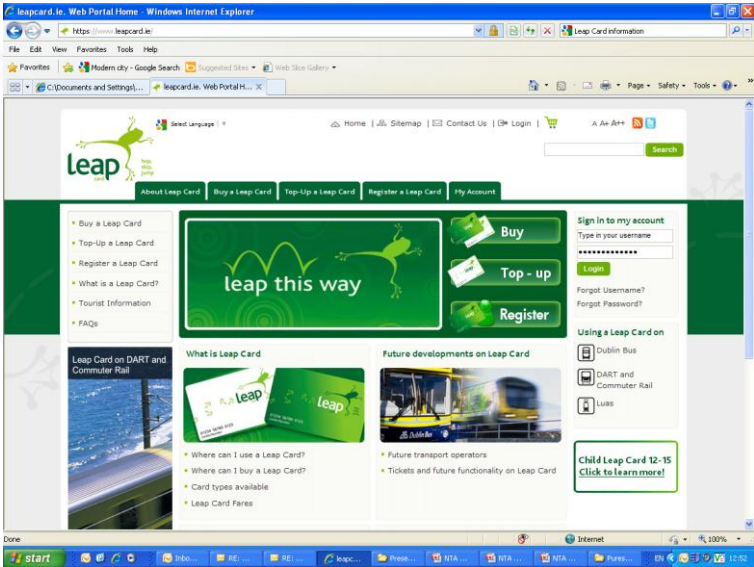 leapcard.ie. Web Portal Home - Windows Internet Explorer
https://www.leapcard.ie/
Leap Card information
File Edit View Favorites Tools Help
Favorites Modern city - Google Search Suggested Sites Web Slice Gallery
C:\Documents and Settings\... leapcard.ie. Web Portal H... X
Page Safety Tools
Select Language
Home | Sitemap | Contact Us | Login |
A A+ A++
leap
card
hop,
skip,
jump
Search
About Leap Card Buy a Leap Card Top-Up a Leap Card Register a Leap Card My Account
Buy a Leap Card
Top-Up a Leap Card
Register a Leap Card
What is a Leap Card?
Tourist Information
FAQs
leap this way
Buy
Top - up
Register
Sign in to my account
Type in your username
Login
Forgot Username?
Forgot Password?
Using a Leap Card on
Dublin Bus
DART and
Commuter Rail
Luas
Leap Card on DART and
Commuter Rail
What is Leap Card
leap
leap
Where can I use a Leap Card?
Where can I buy a Leap Card?
Card types available
Leap Card Fares
Future developments on Leap Card
Dublin Bus
Future transport operators
Tickets and future functionality on Leap Card
Child Leap Card 12-15
Click to learn more!
Done
Internet
100%
start
Inbo...
RE: ...
RE: ...
leapc...
Prese...
NTA ...
NTA ...
NTA ...
Pures...
EN
12:52